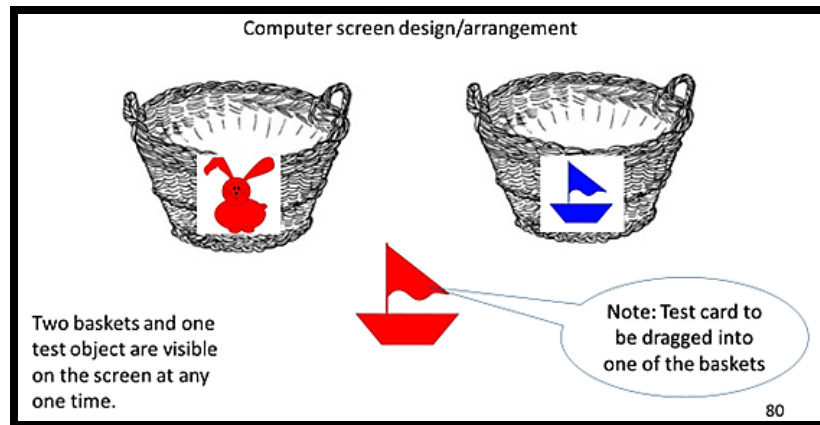 Computer screen design/arrangement
Two baskets and one
test object are visible
on the screen at any
one time.
Note: Test card to
be dragged into
one of the baskets
80